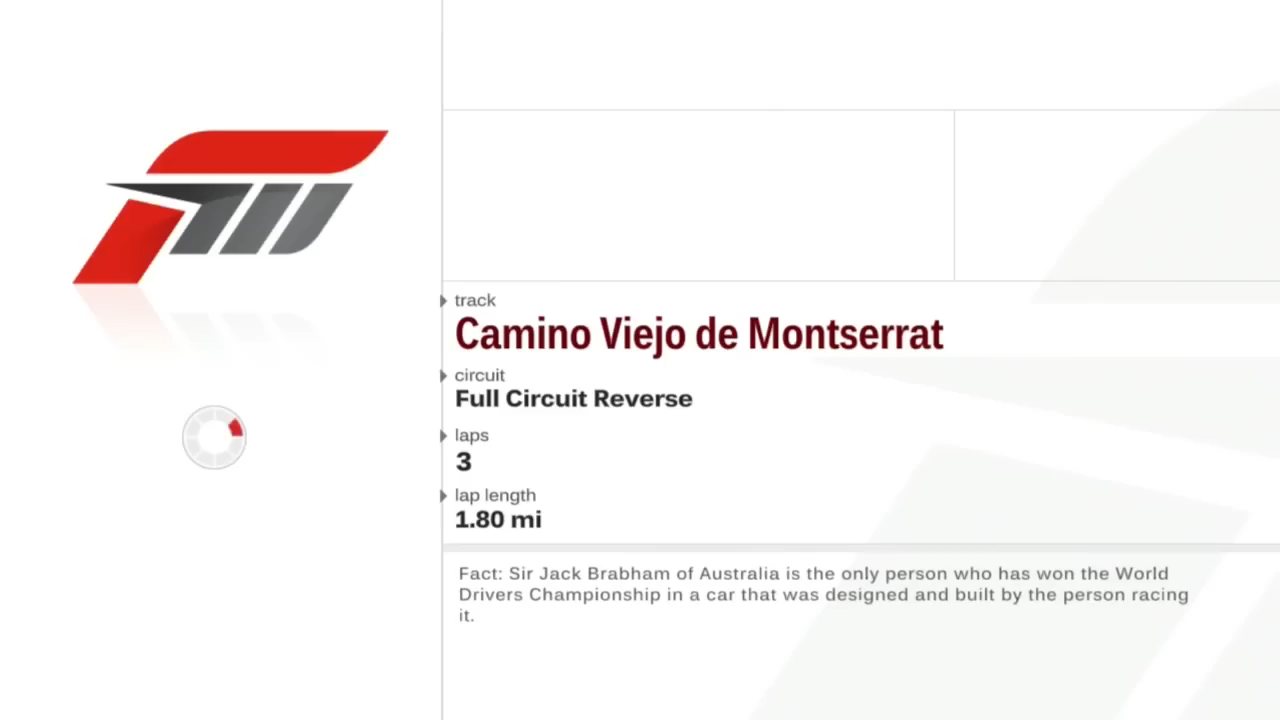 track
Camino Viejo de Montserrat
circuit
Full Circuit Reverse
laps
3
lap length
1.80 mi
Fact: Sir Jack Brabham of Australia is the only person who has won the World
Drivers Championship in a car that was designed and built by the person racing
it.